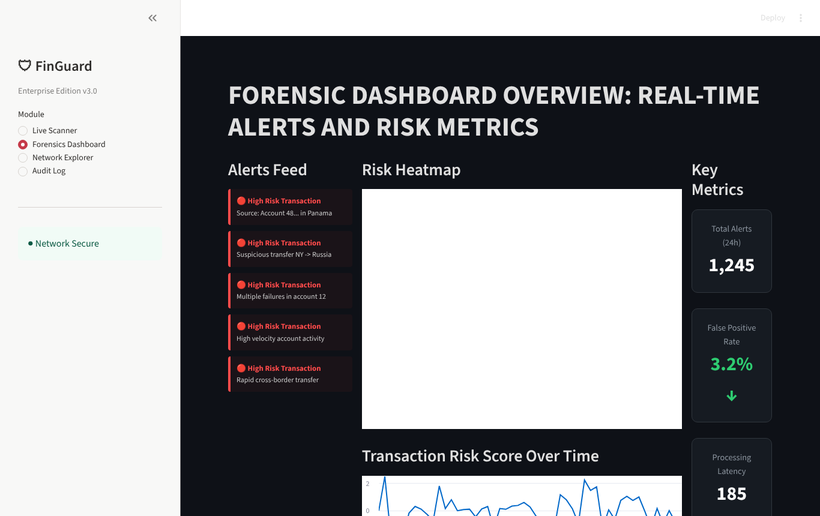 Deploy
FinGuard
Enterprise Edition v3.0
Module
Live Scanner
Forensics Dashboard
Network Explorer
Audit Log
Network Secure
FORENSIC DASHBOARD OVERVIEW: REAL-TIME
ALERTS AND RISK METRICS
Alerts Feed
High Risk Transaction
Source: Account 48... in Panama
High Risk Transaction
Suspicious transfer NY -> Russia
High Risk Transaction
Multiple failures in account 12
High Risk Transaction
High velocity account activity
High Risk Transaction
Rapid cross-border transfer
Risk Heatmap
Transaction Risk Score Over Time
2
0
Key
Metrics
Total Alerts
(24h)
1,245
False Positive
Rate
3.2%
↓
Processing
Latency
185